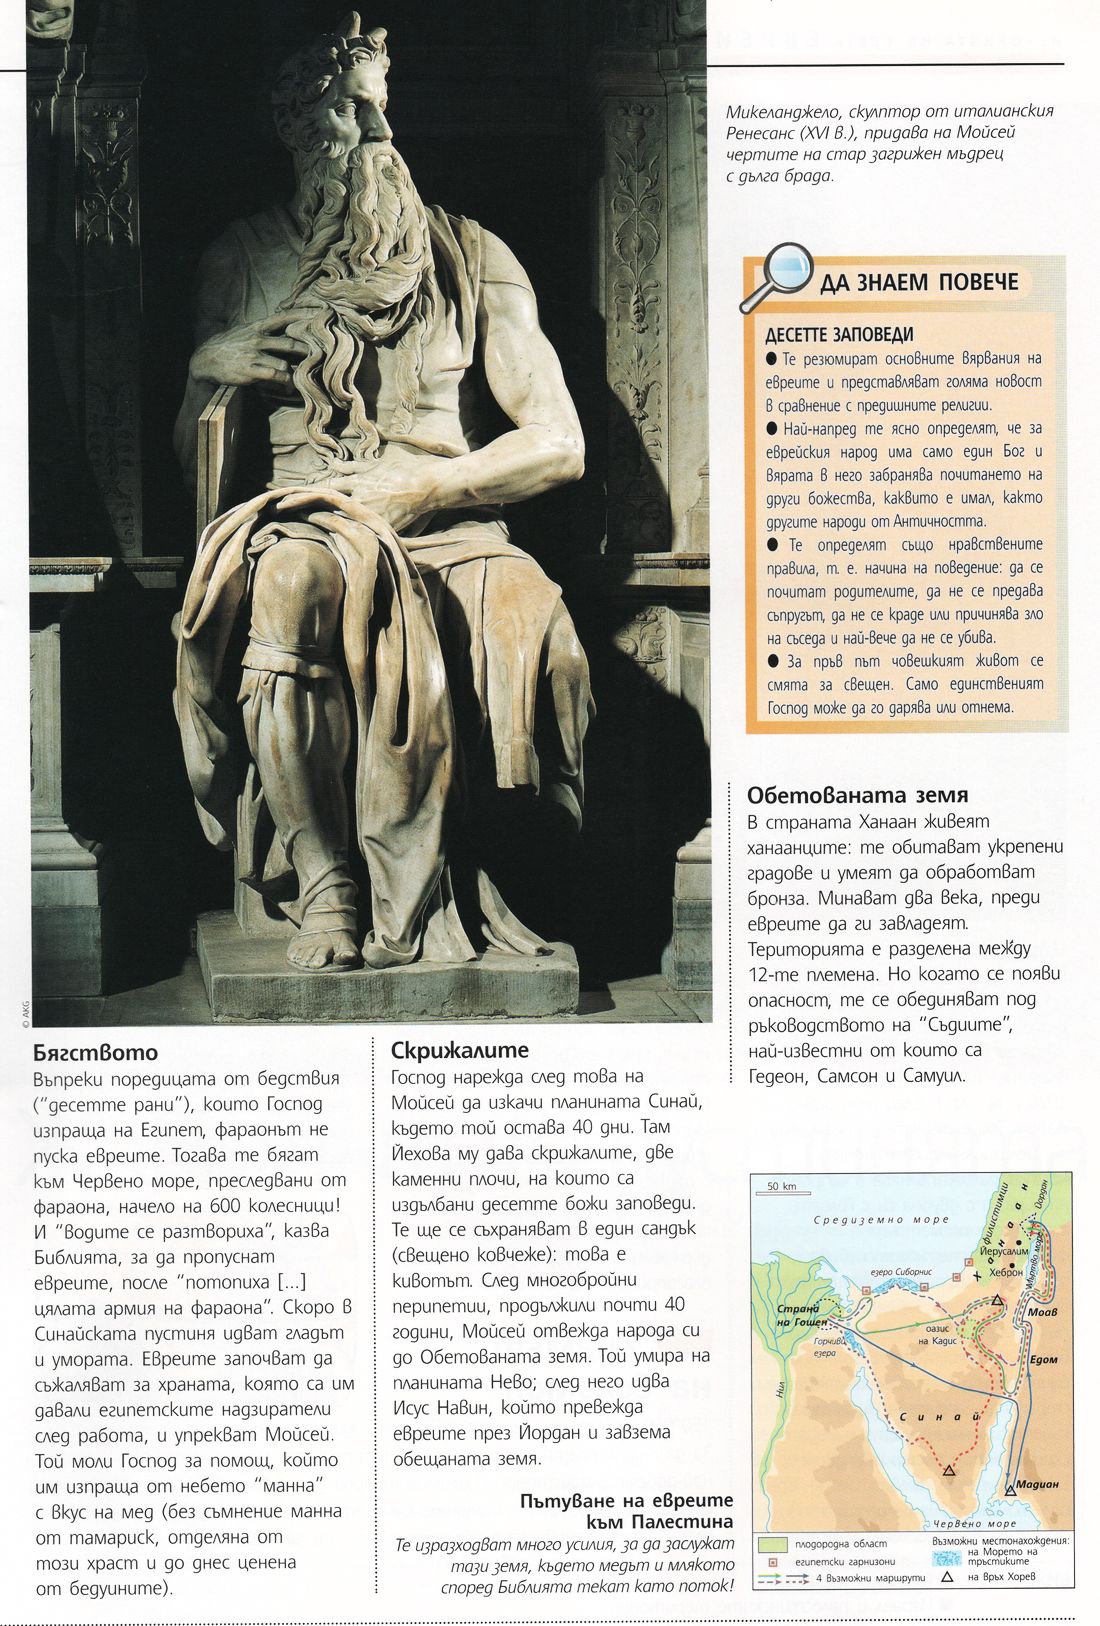 Микеланджело, скулптор от италианския
Ренесанс (XVI в.), придава на Мойсей
чертите на стар загрижен мъдрец
с дълга брада.
ДА ЗНАЕМ ПОВЕЧЕ
ДЕСЕТТЕ ЗАПОВЕДИ
● Те резюмират основните вярвания на
евреите и представляват голяма новост
в сравнение с предишните религии.
● Най-напред те ясно определят, че за
еврейския народ има само един Бог и
вярата в него забранява почитането на
други божества, каквито е имал, както
другите народи от Античността.
● Те определят също нравствените
правила, т. е. начина на поведение: да се
почитат родителите, да не се предава
съпругът, да не се краде или причинява зло
на съседа и най-вече да не се убива.
● За пръв път човешкият живот се
смята за свещен. Само единственият
Господ може да го дарява или отнема.
© AKG
Бягството
Въпреки поредицата от бедствия
(“десетте рани”), които Господ
изпраща на Египет, фараонът не
пуска евреите. Тогава те бягат
към Червено море, преследвани от
фараона, начело на 600 колесници!
И “водите се разтвориха”, казва
Библията, за да пропуснат
евреите, после “потопиха [...]
цялата армия на фараона”. Скоро в
Синайската пустиня идват гладът
и умората. Евреите започват да
съжаляват за храната, която са им
давали египетските надзиратели
след работа, и упрекват Мойсей.
Той моли Господ за помощ, който
им изпраща от небето “манна”
с вкус на мед (без съмнение манна
от тамариск, отделяна от
този храст и до днес ценена
от бедуините).
Скрижалите
Господ нарежда след това на
Мойсей да изкачи планината Синай,
където той остава 40 дни. Там
Йехова му дава скрижалите, две
каменни плочи, на които са
издълбани десетте божи заповеди.
Те ще се съхраняват в един сандък
(свещено ковчеже): това е
кивотът. След многобройни
перипетии, продължили почти 40
години, Мойсей отвежда народа си
до Обетованата земя. Той умира на
планината Нево; след него идва
Исус Навин, който превежда
евреите през Йордан и завзема
обещаната земя.
Обетованата земя
В страната Ханаан живеят
ханаанците: те обитават укрепени
градове и умеят да обработват
бронза. Минават два века, преди
евреите да ги завладеят.
Територията е разделена между
12-те племена. Но когато се появи
опасност, те се обединяват под
ръководството на “Съдиите”,
най-известни от които са
Гедеон, Самсон и Самуил.
Пътуване на евреите
към Палестина
Те изразходват много усилия, за да заслужат
тази земя, където медът и млякото
според Библията текат като поток!
50 km
Средиземно море
филистимци
Ханаан
Йордан
Йерусалим
Хеброн
Мъртво море
езеро Сиборнис
Страна
на Гошен
Горчиви
езера
оазис
на Кадис
Моав
Едом
Нил
Синай
Мадиан
Червено море
плодородна област
египетски гарнизони
4 възможни маршрути
Възможни местонахождения:
на Морето на
тръстиките
на връх Хорев